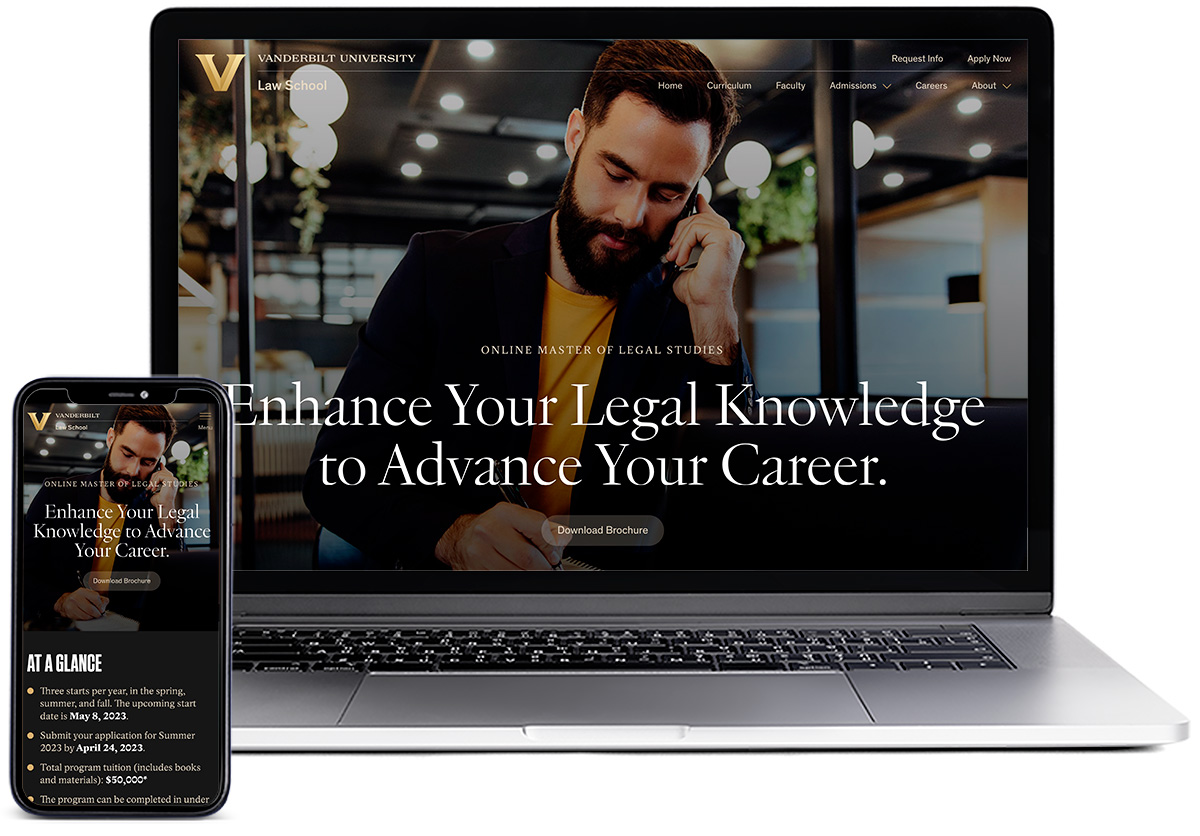 VANDERBILT UNIVERSITY
Law School
Request Info Apply Now
Home Curriculum Faculty Admissions Careers About
ONLINE MASTER OF LEGAL STUDIES
Enhance Your Legal Knowledge
to Advance Your Career.
Download Brochure
VANDERBILT
Law School
Menu
ONLINE MASTER OF LEGAL STUDIES
Enhance Your Legal
Knowledge to Advance
Your Career.
Download Brochure
AT A GLANCE
Three starts per year, in the spring,
summer, and fall. The upcoming start
date is May 8, 2023.
Submit your application for Summer
2023 by April 24, 2023.
Total program tuition (includes books
and materials): $50,000*
The program can be completed in under